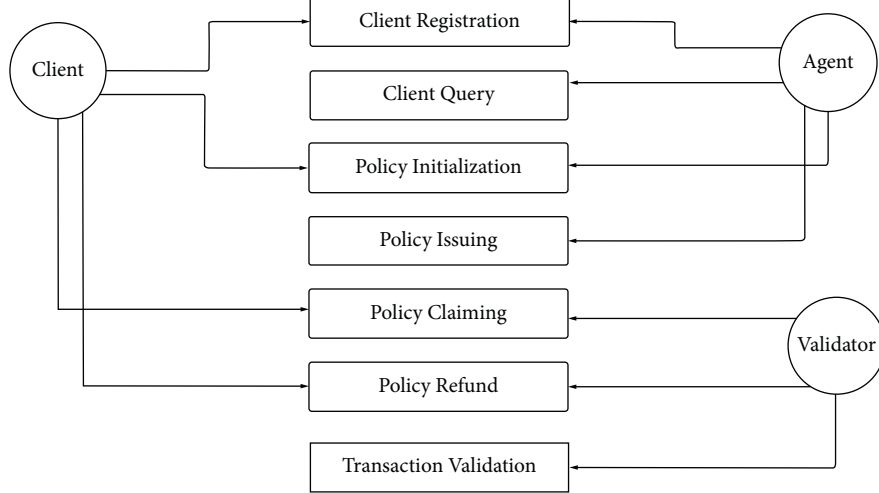 Client Registration
Client
Agent
Client Query
Policy Initialization
Policy Issuing
Policy Claiming
Validator
Policy Refund
Transaction Validation